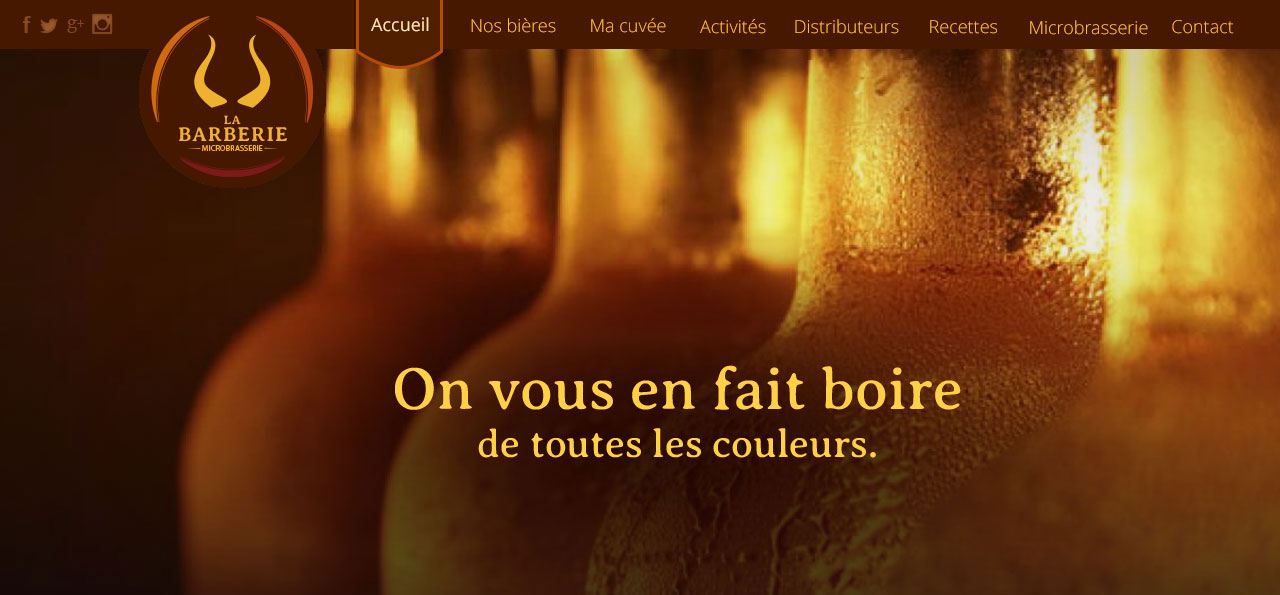 f g+
Accueil Nos bières Ma cuvée Activités Distributeurs Recettes Microbrasserie Contact
LA
BARBERIE
MICROBRASSERIE
On vous en fait boire
de toutes les couleurs.